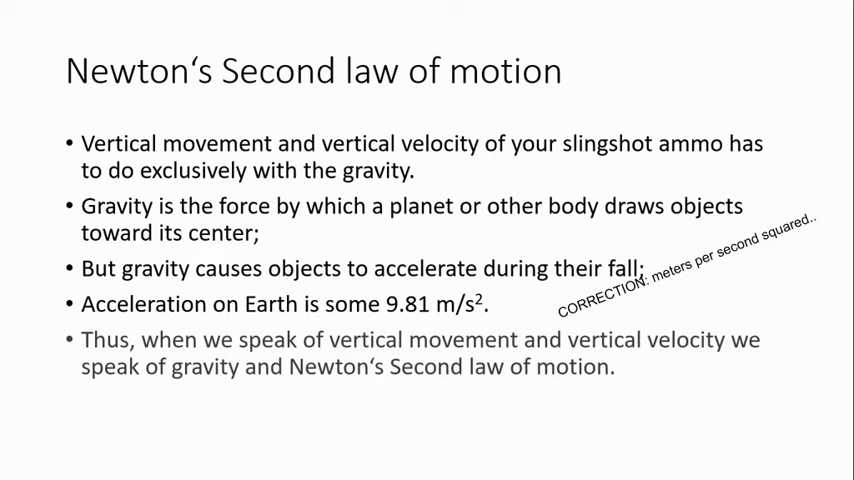 Newton‘s Second law of motion
• Vertical movement and vertical velocity of your slingshot ammo has
to do exclusively with the gravity.
• Gravity is the force by which a planet or other body draws objects
toward its center;
• But gravity causes objects to accelerate during their fall;
CORRECTION: meters per second squared..
• Acceleration on Earth is some 9.81 m/s².
• Thus, when we speak of vertical movement and vertical velocity we
speak of gravity and Newton‘s Second law of motion.